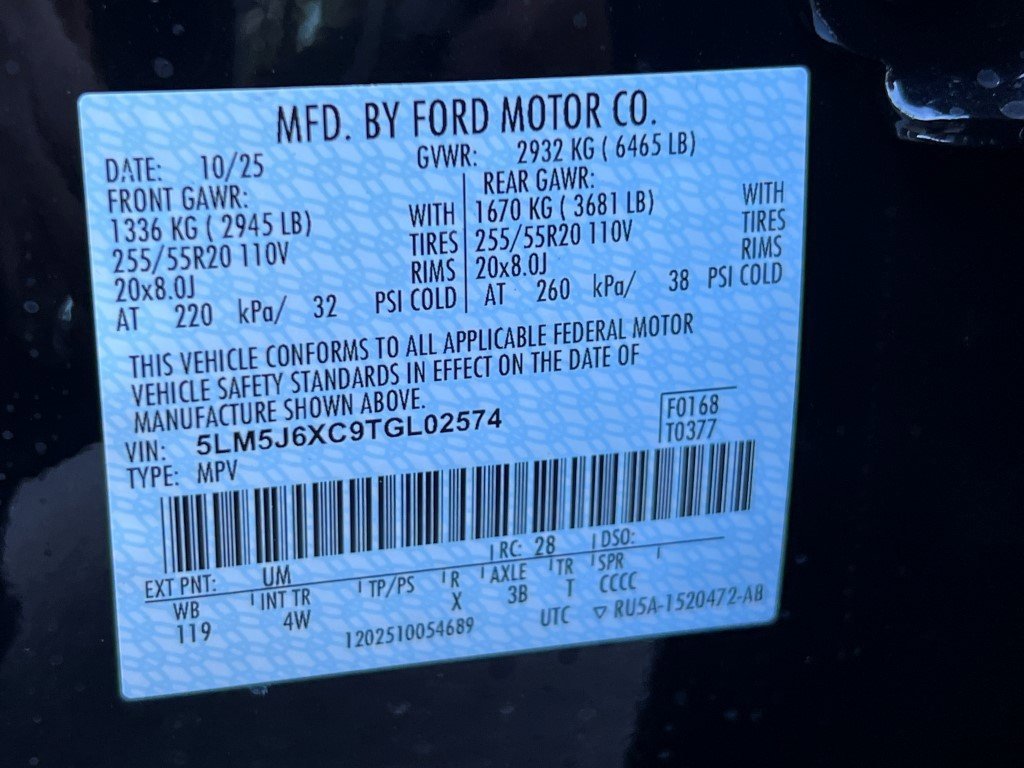 MFD. BY FORD MOTOR CO.
DATE: 10/25 GVWR: 2932 KG ( 6465 LB)
FRONT GAWR: REAR GAWR:
1336 KG ( 2945 LB) WITH 1670 KG ( 3681 LB) WITH
255/55R20 110V TIRES 255/55R20 110V TIRES
20x8.0J RIMS 20x8.0J RIMS
AT 220 kPa/ 32 PSI COLD AT 260 kPa/ 38 PSI COLD
THIS VEHICLE CONFORMS TO ALL APPLICABLE FEDERAL MOTOR
VEHICLE SAFETY STANDARDS IN EFFECT ON THE DATE OF
MANUFACTURE SHOWN ABOVE.
VIN: 5LM5J6XC9TGL02574 F0168
TYPE: MPV T0377
EXT PNT: UM RC: 28 DSO:
WB INT TR TP/PS R AXLE TR SPR
119 4W X 3B T CCCC
1202510054689 UTC ▽ RU5A-1520472-AB